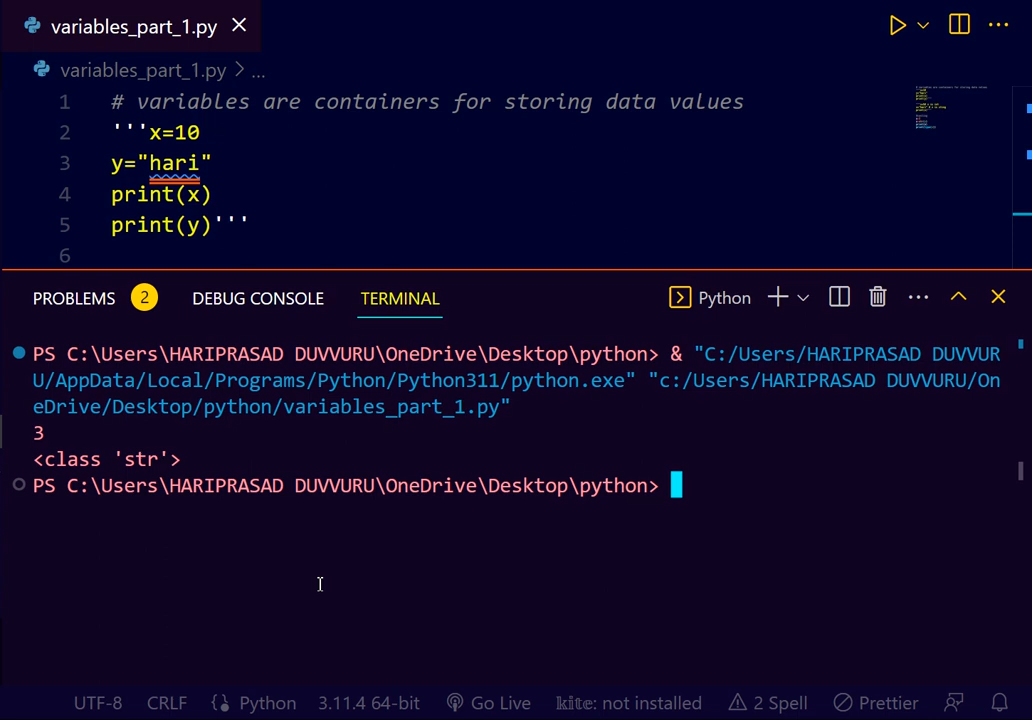 variables_part_1.py
variables_part_1.py > ...
1 # variables are containers for storing data values
2 '''x=10
3 y="hari"
4 print(x)
5 print(y)'''
6
PROBLEMS 2 DEBUG CONSOLE TERMINAL Python
PS C:\Users\HARIPRASAD DUVVURU\OneDrive\Desktop\python> & "C:/Users/HARIPRASAD DUVVUR
U/AppData/Local/Programs/Python/Python311/python.exe" "c:/Users/HARIPRASAD DUVVURU/On
eDrive/Desktop/python/variables_part_1.py"
3
<class 'str'>
PS C:\Users\HARIPRASAD DUVVURU\OneDrive\Desktop\python>
UTF-8 CRLF Python 3.11.4 64-bit Go Live kite: not installed 2 Spell Prettier